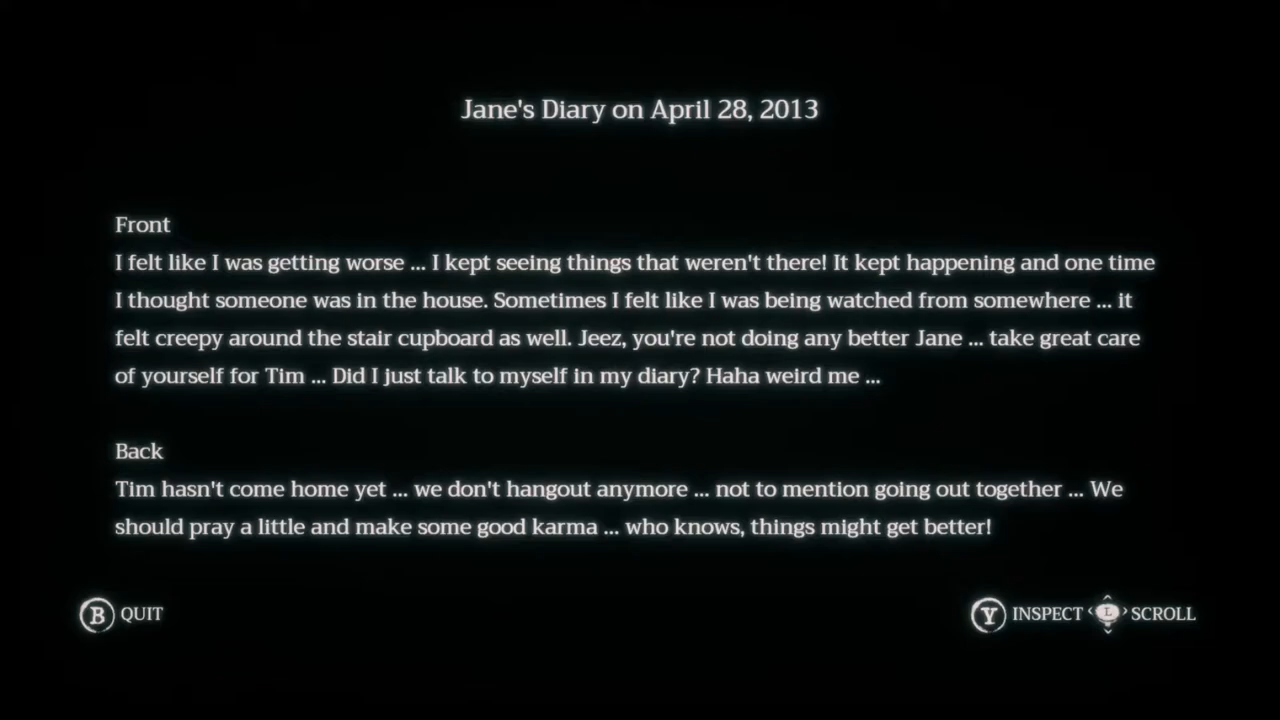 Jane's Diary on April 28, 2013
Front
I felt like I was getting worse ... I kept seeing things that weren't there! It kept happening and one time
I thought someone was in the house. Sometimes I felt like I was being watched from somewhere ... it
felt creepy around the stair cupboard as well. Jeez, you're not doing any better Jane ... take great care
of yourself for Tim ... Did I just talk to myself in my diary? Haha weird me ...
Back
Tim hasn't come home yet ... we don't hangout anymore ... not to mention going out together ... We
should pray a little and make some good karma ... who knows, things might get better!
B QUIT
Y INSPECT L SCROLL